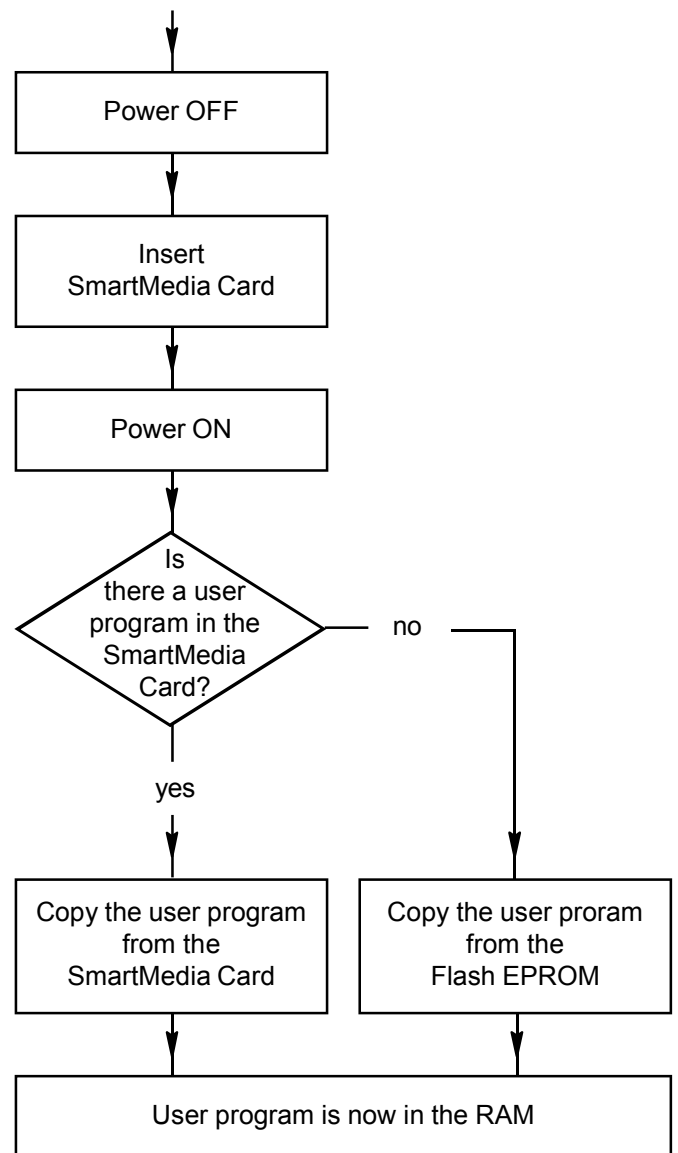 Power OFF
Insert
SmartMedia Card
Power ON
Is
there a user
program in the
SmartMedia
Card?
no
yes
Copy the user program
from the
SmartMedia Card
Copy the user proram
from the
Flash EPROM
User program is now in the RAM